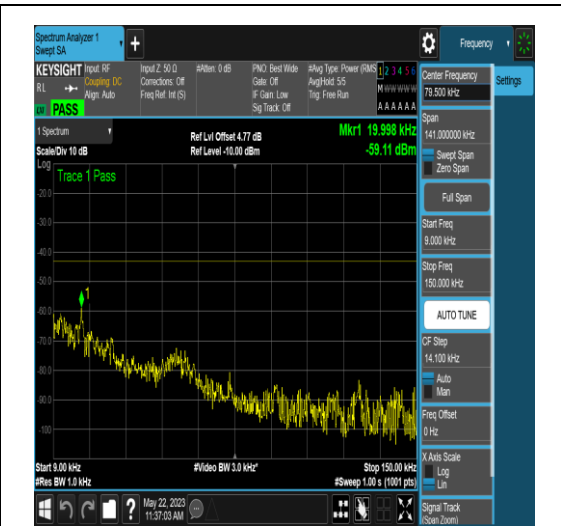 Spectrum Analyzer 1
Swept SA
+
Frequency
KEYSIGHT Input: RF
RL
Coupling: DC
Align: Auto
PASS
Input Z: 50 Ω
Corrections: Off
Freq Ref: Int (S)
#Atten: 0 dB
PNO: Best Wide
Gate: Off
IF Gain: Low
Sig Track: Off
#Avg Type: Power (RMS
Avg|Hold: 5/5
Trig: Free Run
1 2 3 4 5 6
M W W W W W
A A A A A A
Center Frequency
79.500 kHz
Settings
Span
141.000000 kHz
Swept Span
Zero Span
Full Span
Start Freq
9.000 kHz
Stop Freq
150.000 kHz
AUTO TUNE
CF Step
14.100 kHz
Auto
Man
Freq Offset
0 Hz
X Axis Scale
Log
Lin
Signal Track
(Span Zoom)
1 Spectrum
Scale/Div 10 dB
Ref Lvl Offset 4.77 dB
Ref Level -10.00 dBm
Mkr1 19.998 kHz
-59.11 dBm
Log
Trace 1 Pass
-20.0
-30.0
-40.0
-50.0
-60.0
-70.0
-80.0
-90.0
-100
1
Start 9.00 kHz
#Res BW 1.0 kHz
#Video BW 3.0 kHz*
Stop 150.00 kHz
#Sweep 1.00 s (1001 pts)
?
May 22, 2023
11:37:03 AM